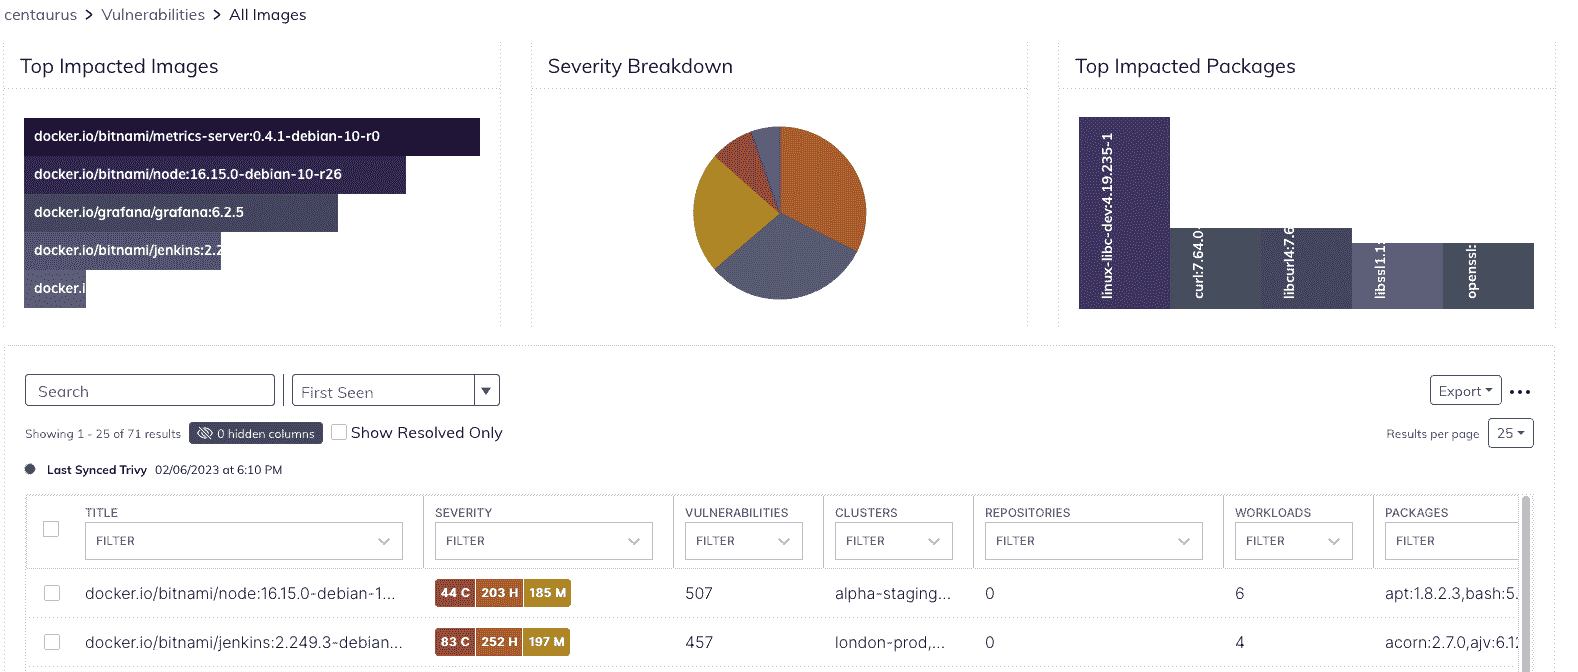 centaurus > Vulnerabilities > All Images
Top Impacted Images
docker.io/bitnami/metrics-server:0.4.1-debian-10-r0
docker.io/bitnami/node:16.15.0-debian-10-r26
docker.io/grafana/grafana:6.2.5
docker.io/bitnami/jenkins:2.2
docker.i
Severity Breakdown
Top Impacted Packages
linux-libc-dev:4.19.235-1
curl:7.64.0-
libcurl4:7.6
libssl1.1:
openssl:
Search
First Seen
Export
Showing 1 - 25 of 71 results
0 hidden columns
Show Resolved Only
Results per page
25
Last Synced Trivy 02/06/2023 at 6:10 PM
TITLE SEVERITY VULNERABILITIES CLUSTERS REPOSITORIES WORKLOADS PACKAGES
FILTER FILTER FILTER FILTER FILTER FILTER FILTER
docker.io/bitnami/node:16.15.0-debian-1... 44 C 203 H 185 M 507 alpha-staging... 0 6 apt:1.8.2.3,bash:5.
docker.io/bitnami/jenkins:2.249.3-debian... 83 C 252 H 197 M 457 london-prod,... 0 4 acorn:2.7.0,ajv:6.12